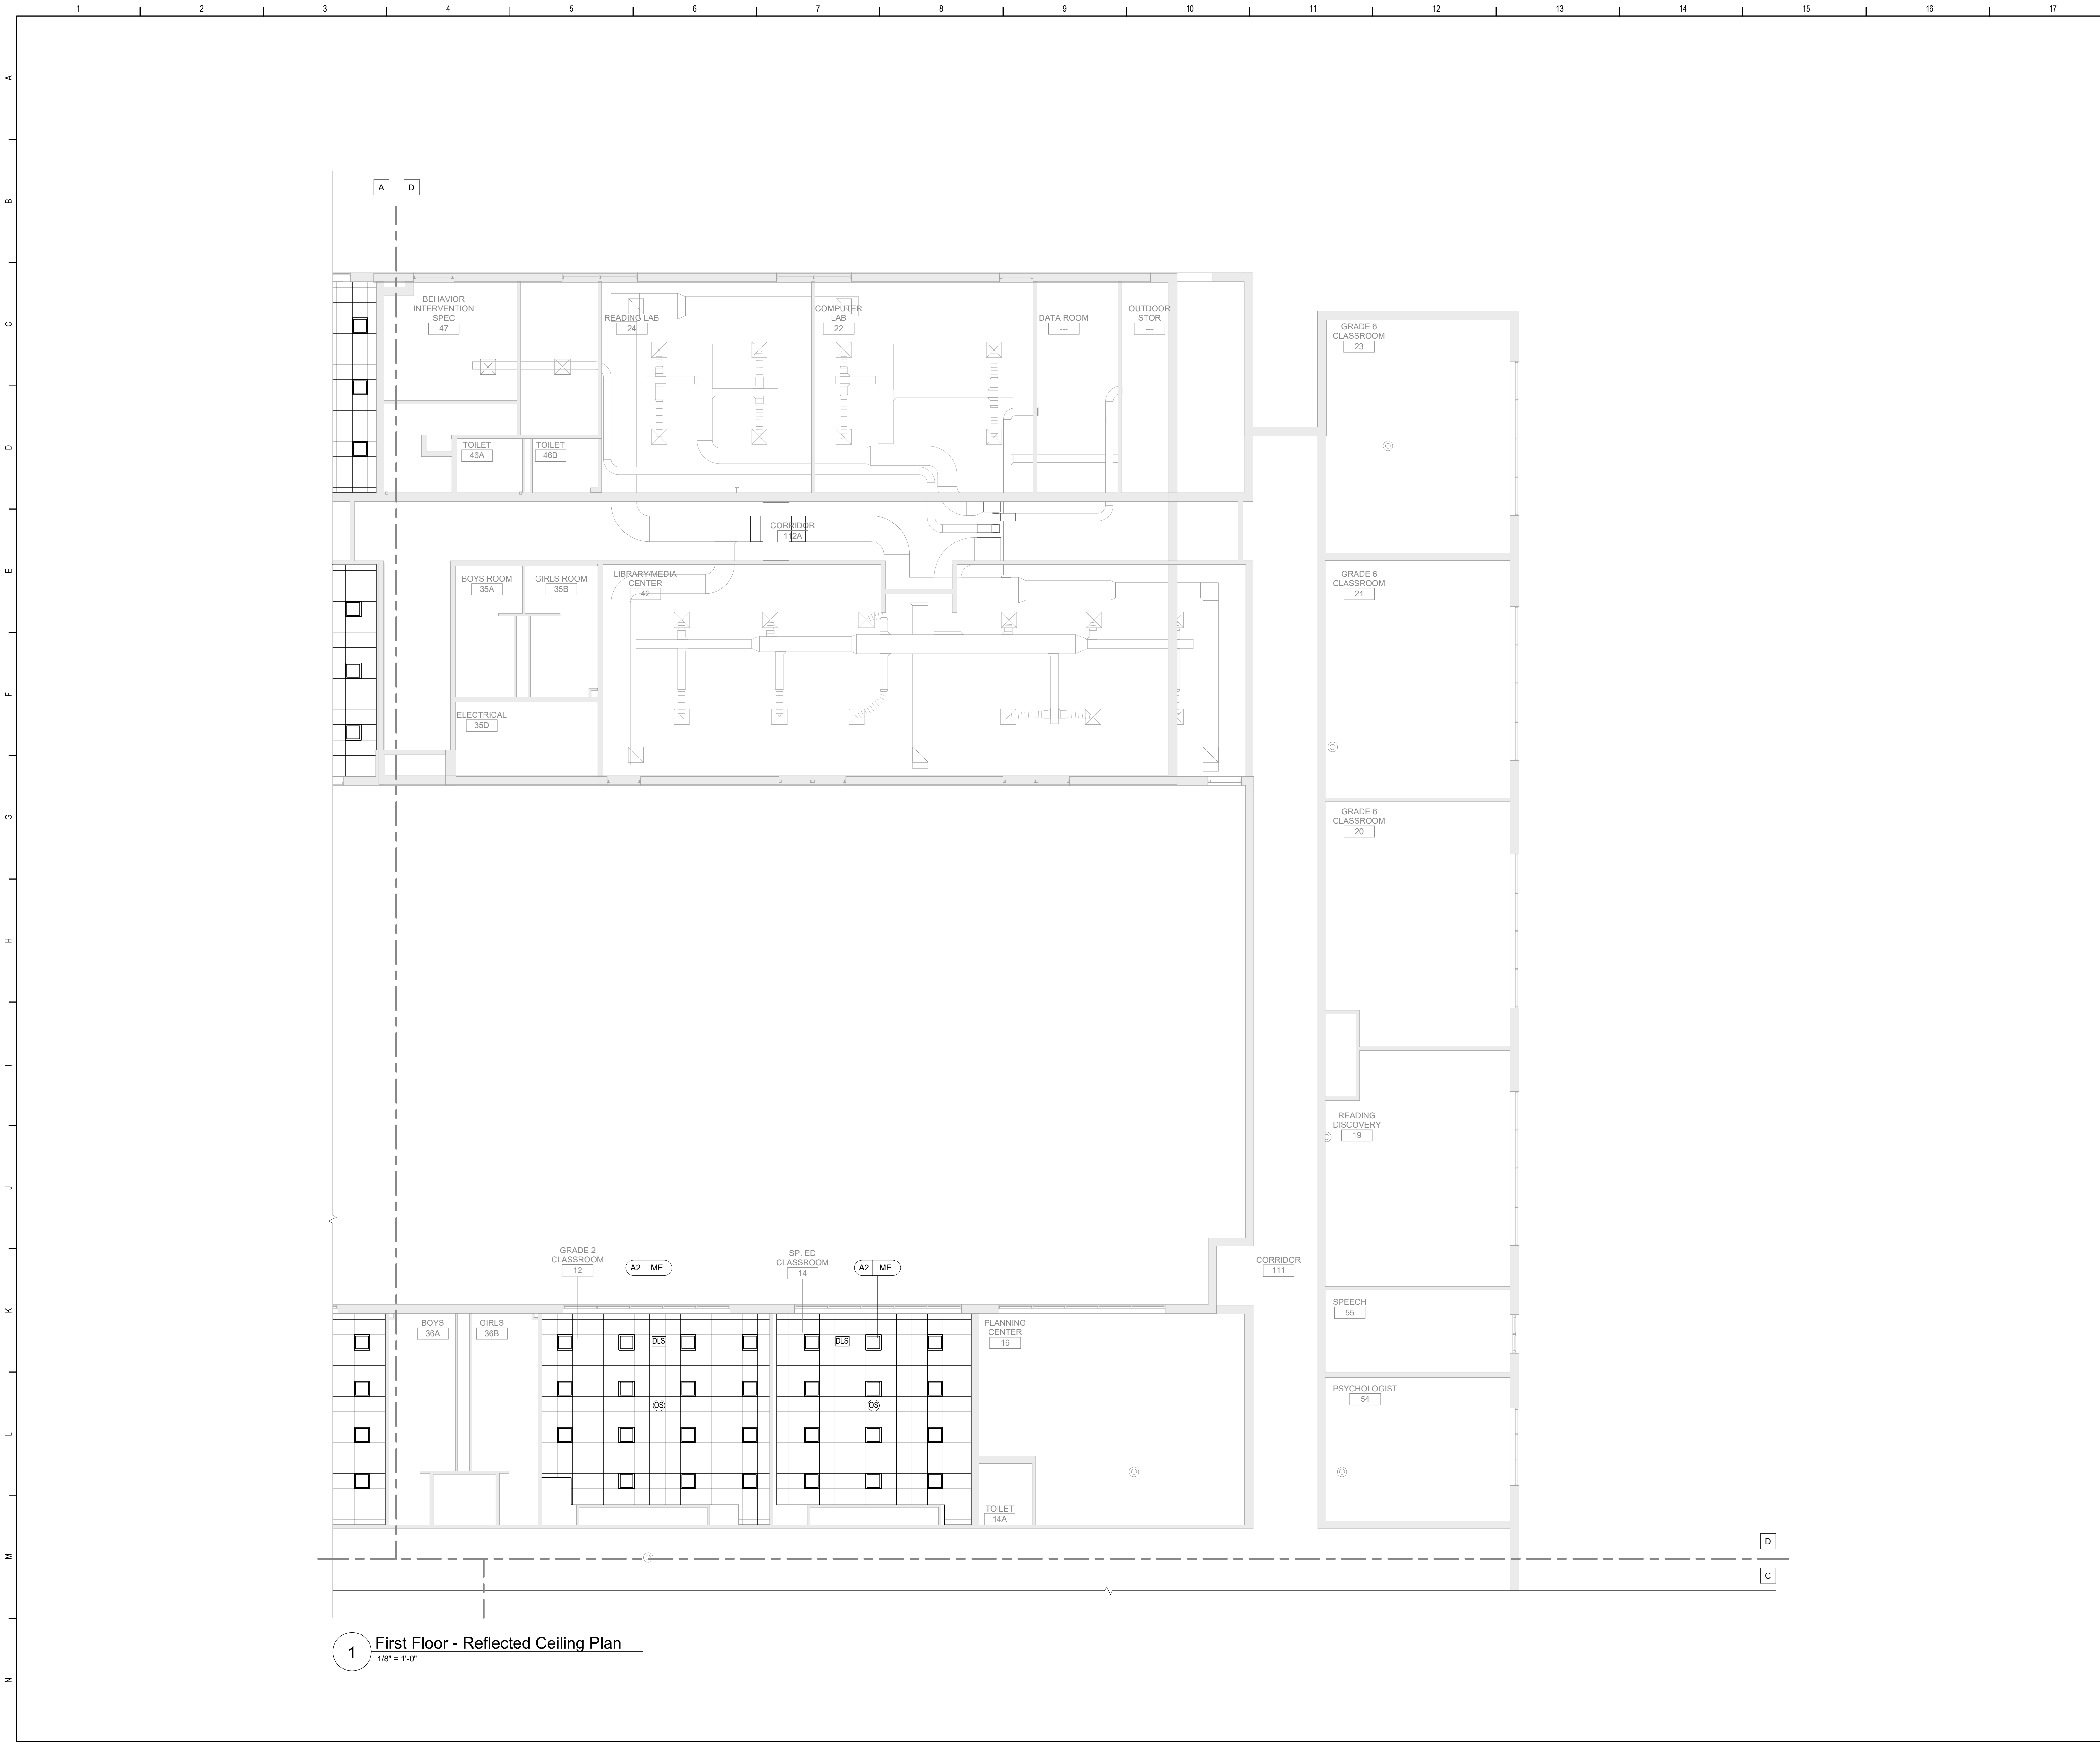 1 2 3 4 5 6 7 8 9 10 11 12 13 14 15 16 17
A
B
C
D
E
F
G
H
I
J
K
L
M
N
A D
BEHAVIOR
INTERVENTION
SPEC
47
READING LAB
24
COMPUTER
LAB
22
DATA ROOM
---
OUTDOOR
STOR
---
GRADE 6
CLASSROOM
23
TOILET
46A
TOILET
46B
CORRIDOR
112A
BOYS ROOM
35A
GIRLS ROOM
35B
LIBRARY/MEDIA
CENTER
42
GRADE 6
CLASSROOM
21
ELECTRICAL
35D
GRADE 6
CLASSROOM
20
READING
DISCOVERY
19
GRADE 2
CLASSROOM
12
A2 ME
SP. ED
CLASSROOM
14
A2 ME
CORRIDOR
111
SPEECH
55
BOYS
36A
GIRLS
36B
DLS
DLS
PLANNING
CENTER
16
OS
OS
PSYCHOLOGIST
54
TOILET
14A
D
C
1
First Floor - Reflected Ceiling Plan
1/8" = 1'-0"